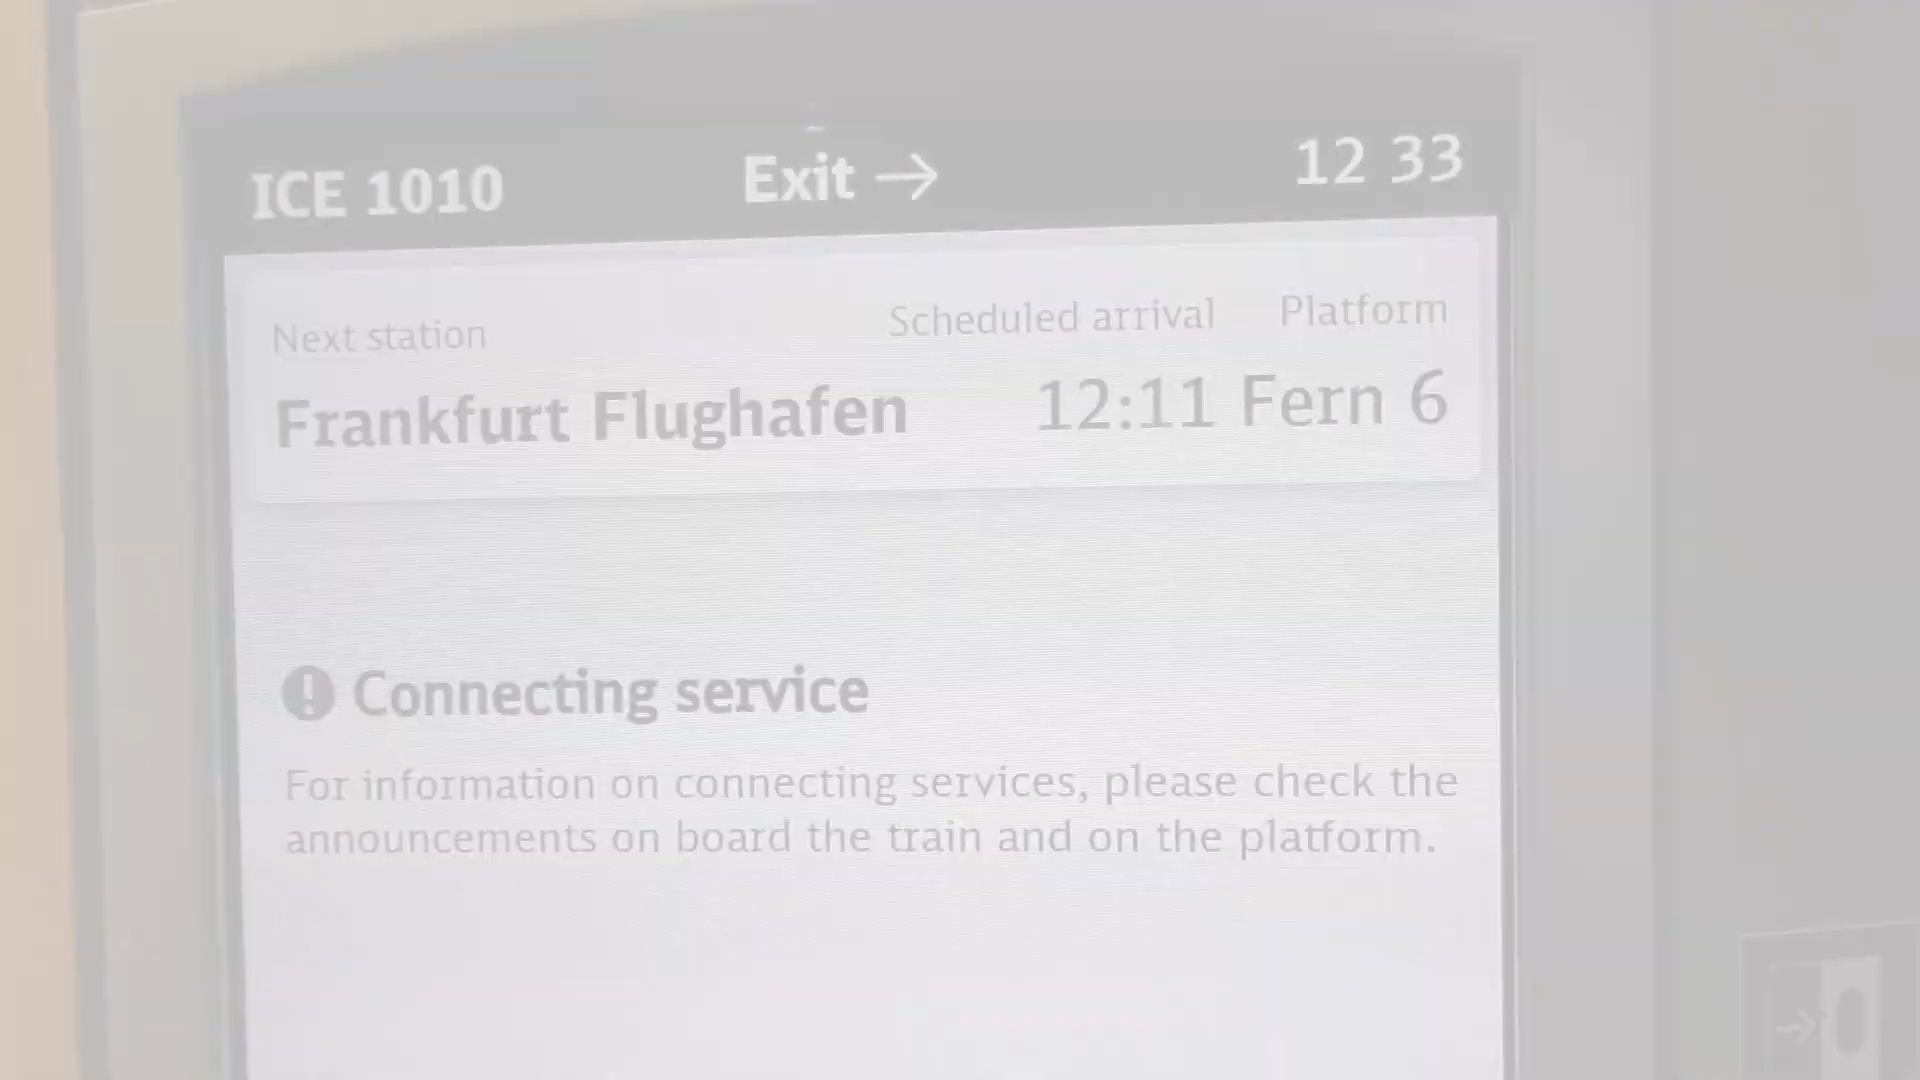 ICE 1010 Exit → 12 33
Next station Scheduled arrival Platform
Frankfurt Flughafen 12:11 Fern 6
! Connecting service
For information on connecting services, please check the
announcements on board the train and on the platform.